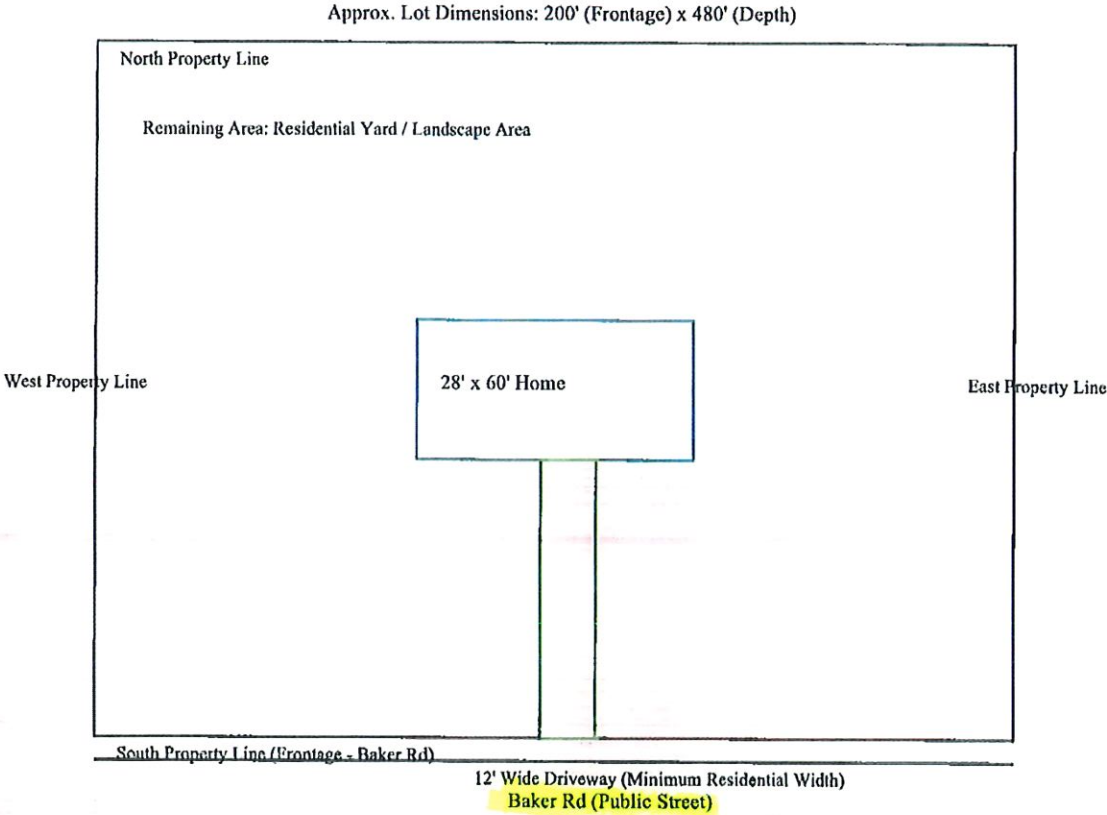 Approx. Lot Dimensions: 200' (Frontage) x 480' (Depth)
North Property Line
Remaining Area: Residential Yard / Landscape Area
West Property Line
28' x 60' Home
East Property Line
South Property Line (Frontage - Baker Rd)
12' Wide Driveway (Minimum Residential Width)
Baker Rd (Public Street)